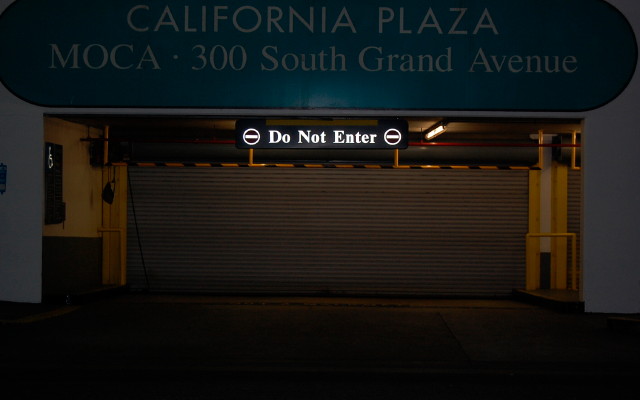 CALIFORNIA PLAZA
MOCA · 300 South Grand Avenue
Do Not Enter